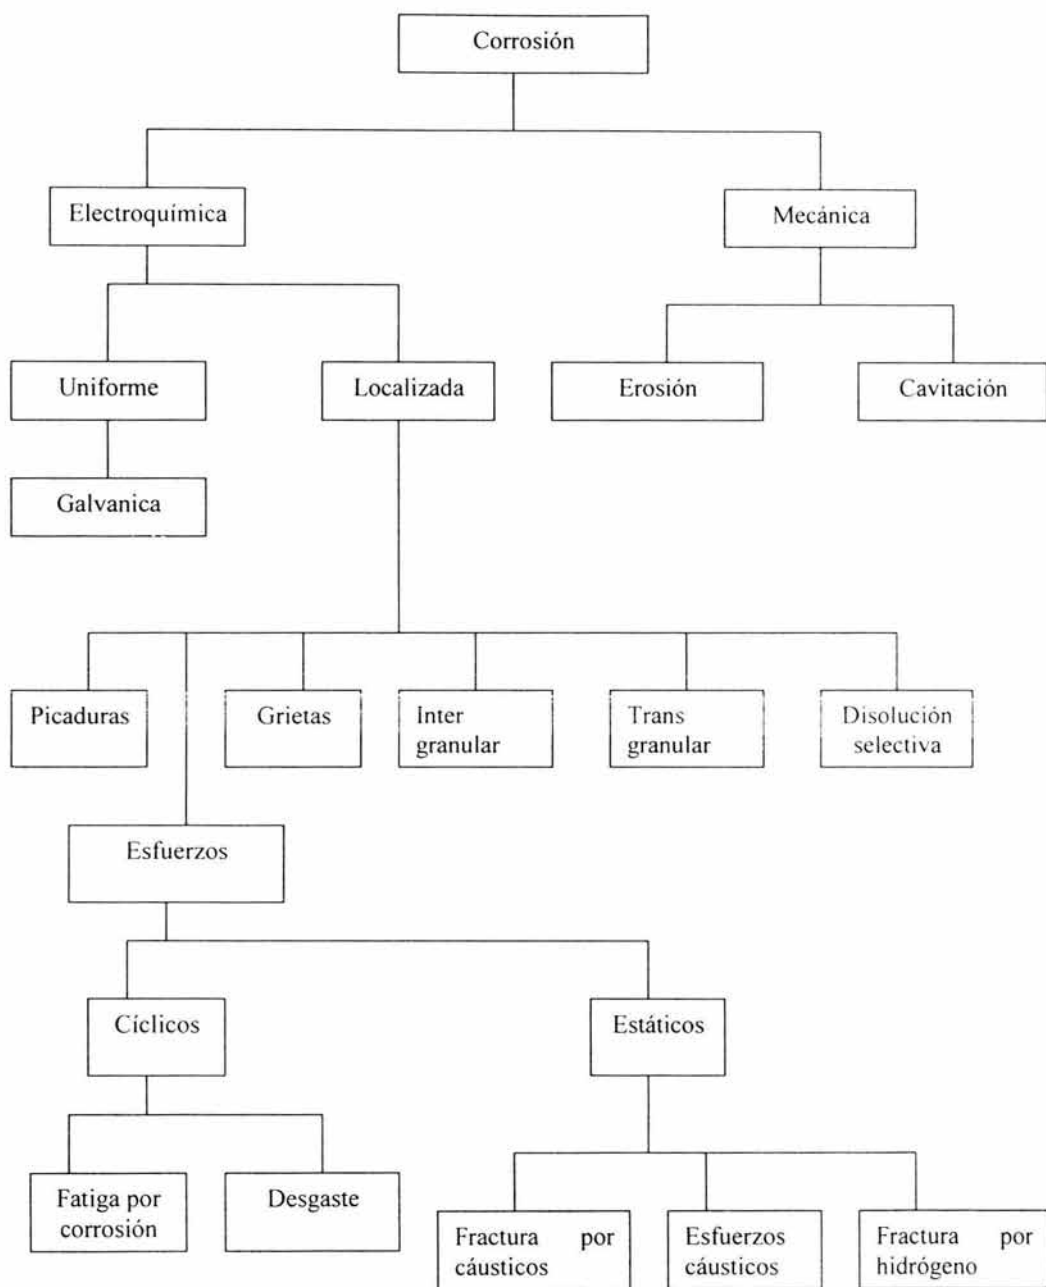 Corrosión
Electroquímica
Mecánica
Uniforme
Localizada
Erosión
Cavitación
Galvanica
Picaduras
Grietas
Inter
granular
Trans
granular
Disolución
selectiva
Esfuerzos
Cíclicos
Estáticos
Fatiga por
corrosión
Desgaste
Fractura por
cáusticos
Esfuerzos
cáusticos
Fractura por
hidrógeno